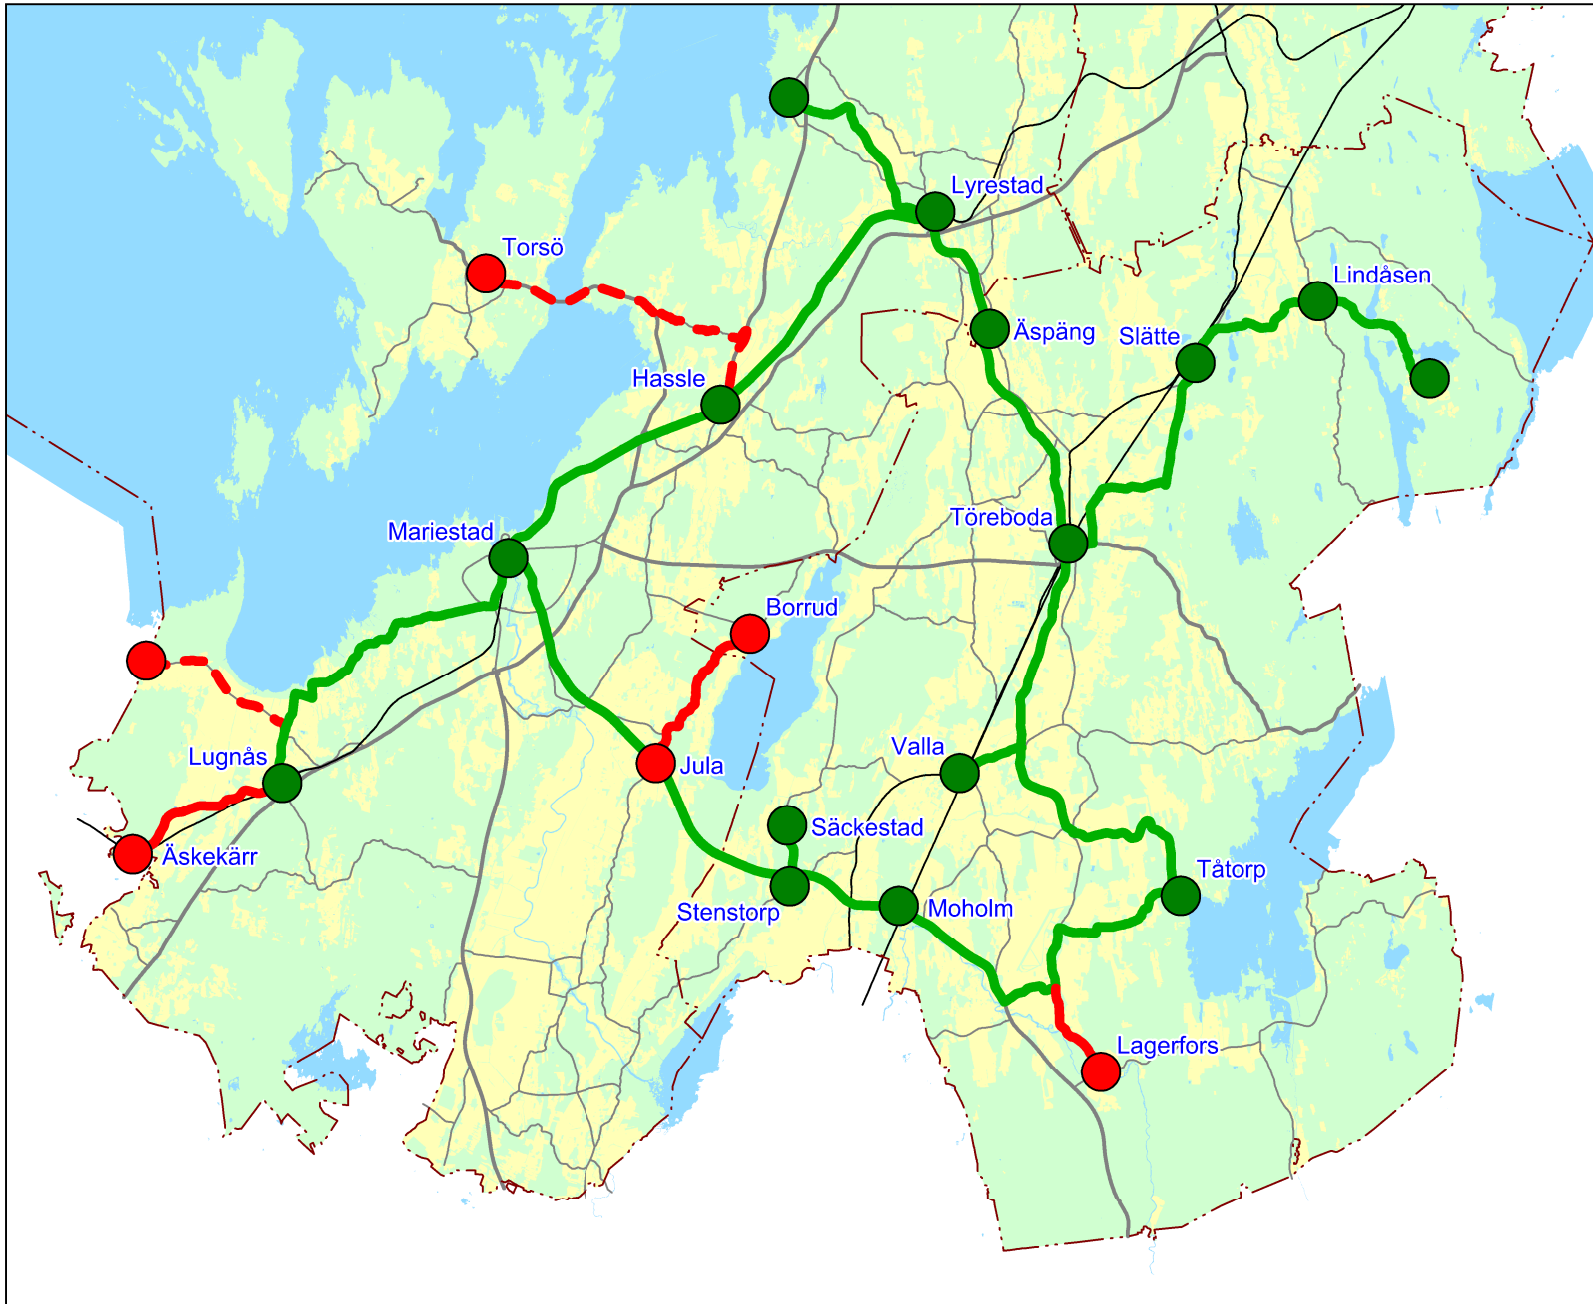 Lyrestad
Torsö
Lindåsen
Äspäng
Slätte
Hassle
Töreboda
Mariestad
Borrud
Valla
Lugnås
Jula
Säckestad
Äskekärr
Tåtorp
Stenstorp
Moholm
Lagerfors